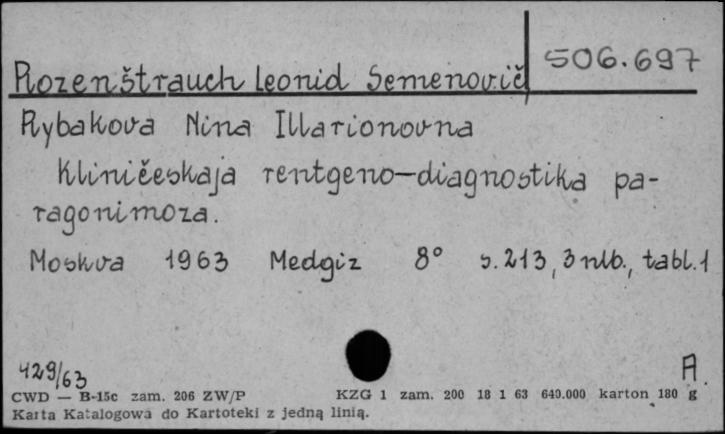 506.697
Rozenštrauch Leonid Semenovič
Rybakova Nina Illarionovna
Kliničeskaja rentgeno-diagnostika pa-
ragonimoza.
Moskva 1963 Medgiz 8° s.213, 3 nlb., tabl.1
429/63
A.
CWD — B-15c zam. 206 ZW/P KZG 1 zam. 200 18 1 63 640.000 karton 180 g
Karta Katalogowa do Kartoteki z jedną linią.